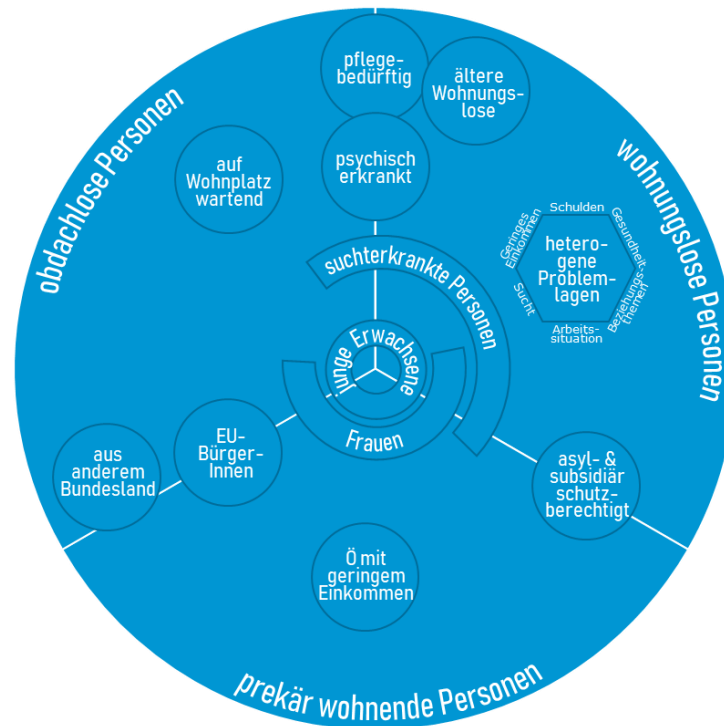 pflege-
bedürftig
ältere
Wohnungs-
lose
obdachlose Personen
wohnungslose Personen
auf
Wohnplatz
wartend
psychisch
erkrankt
Schulden
Geringes
Einkommen
Gesundheit-
hetero-
gene
Problem-
lagen
Sucht
Beziehungs-
themen
Arbeits-
situation
suchterkrankte Personen
junge Erwachsene
Frauen
EU-
Bürger-
Innen
aus
anderem
Bundesland
asyl- &
subsidiär
schutz-
berechtigt
Ö mit
geringem
Einkommen
prekär wohnende Personen